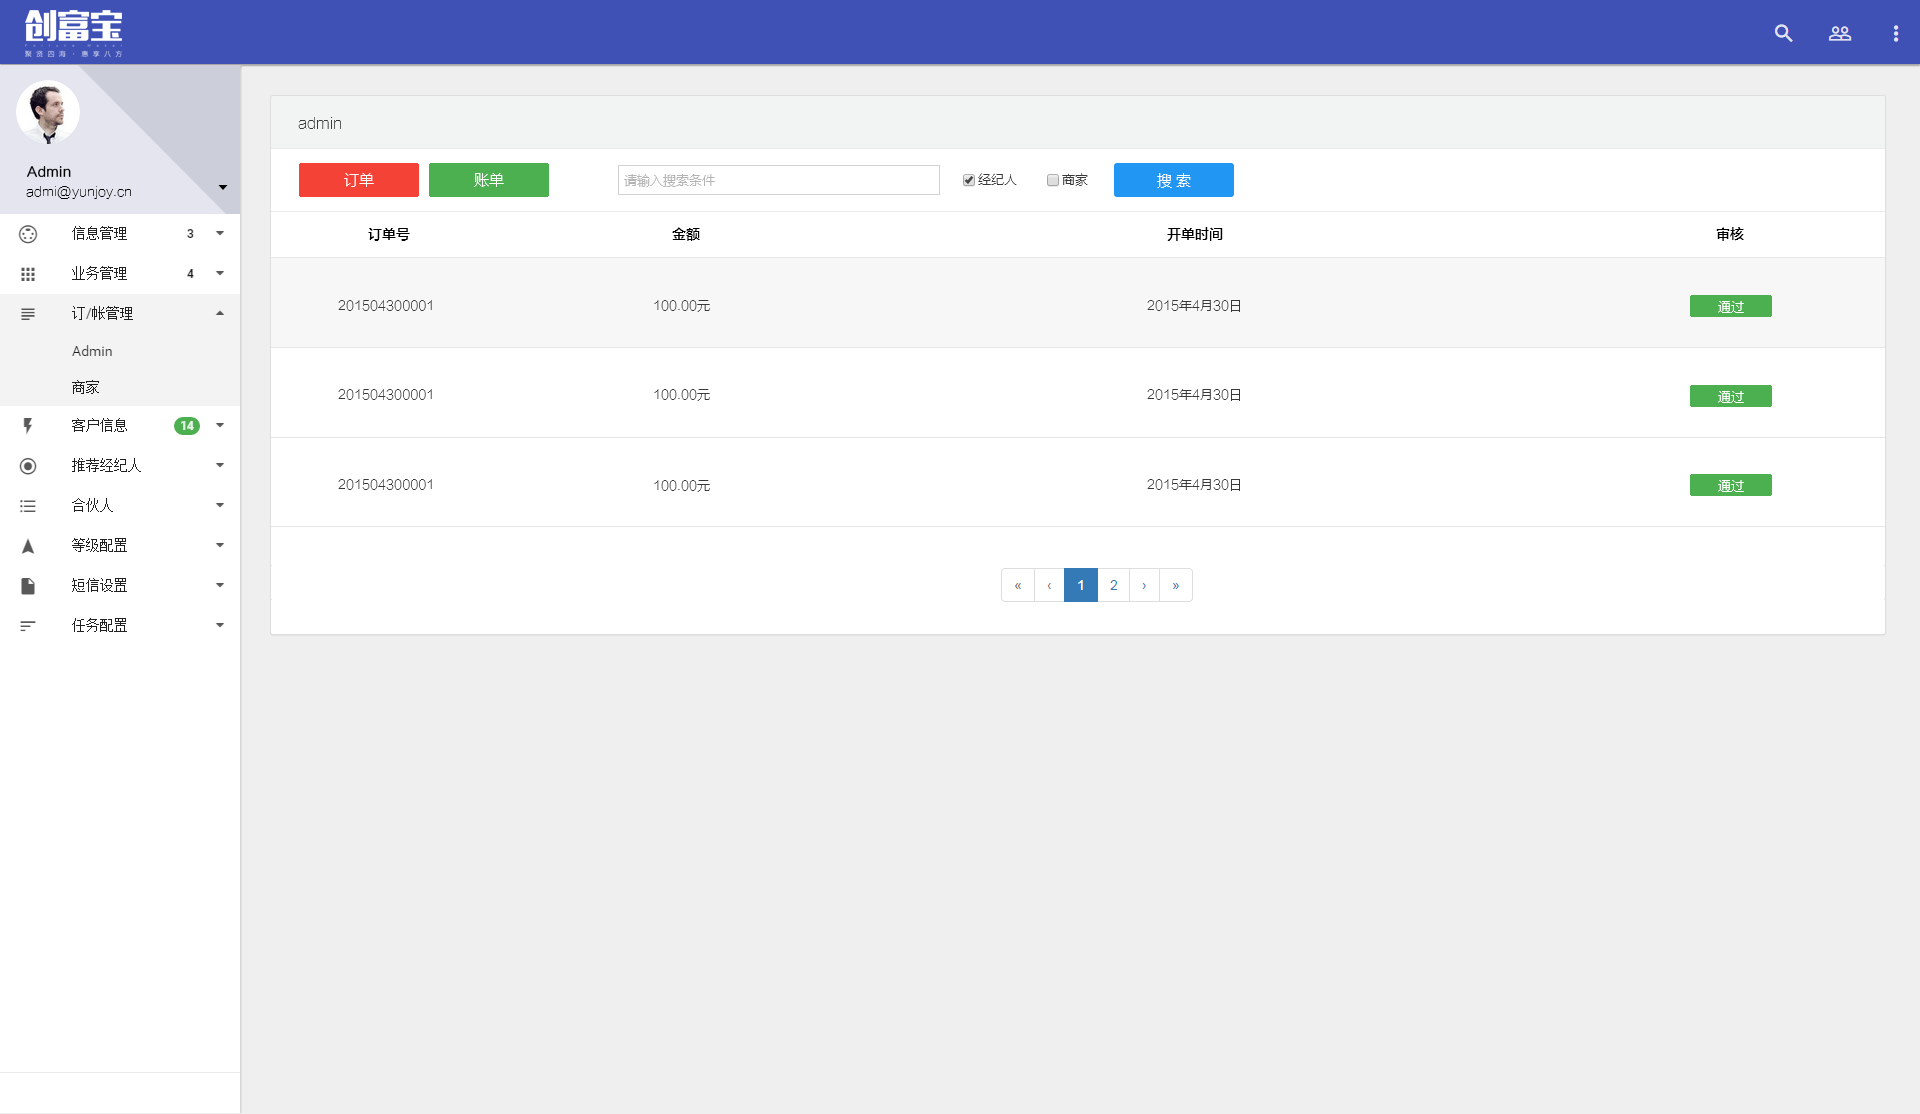 创富宝
聚贤四海·惠享八方
Admin
admi@yunjoy.cn
信息管理 3
业务管理 4
订/帐管理
Admin
商家
客户信息 14
推荐经纪人
合伙人
等级配置
短信设置
任务配置
admin
订单 账单 请输入搜索条件 经纪人 商家 搜 索
订单号 金额 开单时间 审核
201504300001 100.00元 2015年4月30日 通过
201504300001 100.00元 2015年4月30日 通过
201504300001 100.00元 2015年4月30日 通过
« ‹ 1 2 › »